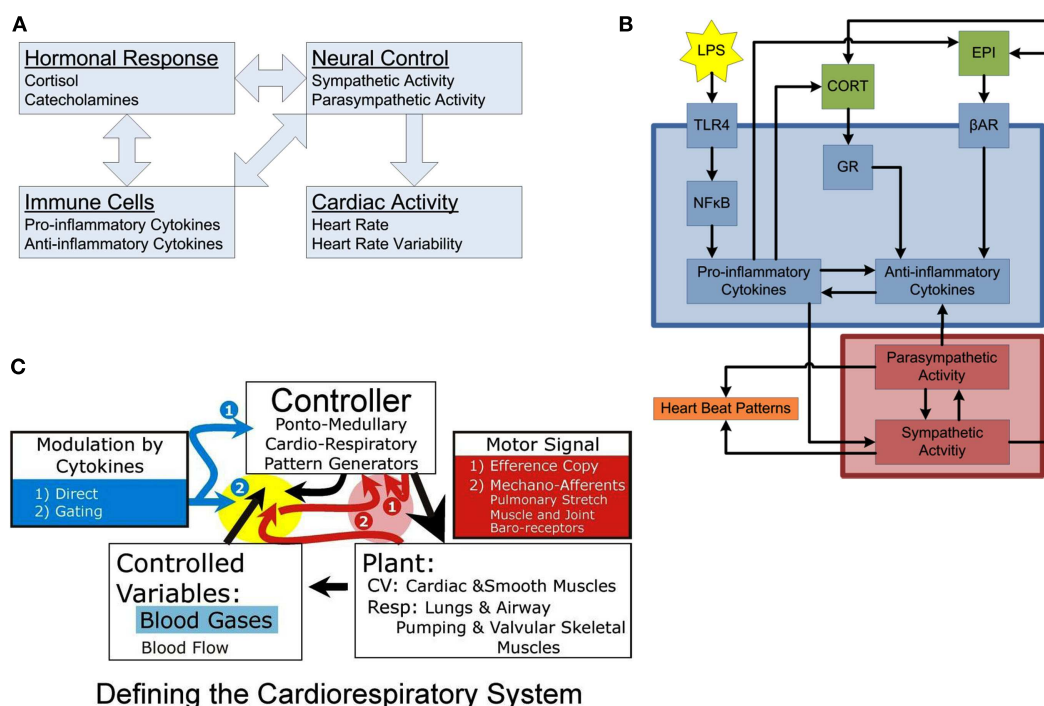 A
Hormonal Response
Cortisol
Catecholamines
Neural Control
Sympathetic Activity
Parasympathetic Activity
Immune Cells
Pro-inflammatory Cytokines
Anti-inflammatory Cytokines
Cardiac Activity
Heart Rate
Heart Rate Variability
B
LPS
EPI
CORT
TLR4
βAR
GR
NFκB
Pro-inflammatory
Cytokines
Anti-inflammatory
Cytokines
Parasympathetic
Activity
Heart Beat Patterns
Sympathetic
Actvitiy
C
Modulation by
Cytokines
1) Direct
2) Gating
1
2
Controller
Ponto-Medullary
Cardio-Respiratory
Pattern Generators
Motor Signal
1) Efference Copy
2) Mechano-Afferents
Pulmonary Stretch
Muscle and Joint
Baro-receptors
1
2
Controlled
Variables:
Blood Gases
Blood Flow
Plant:
CV: Cardiac &Smooth Muscles
Resp: Lungs & Airway
Pumping & Valvular Skeletal
Muscles
Defining the Cardiorespiratory System